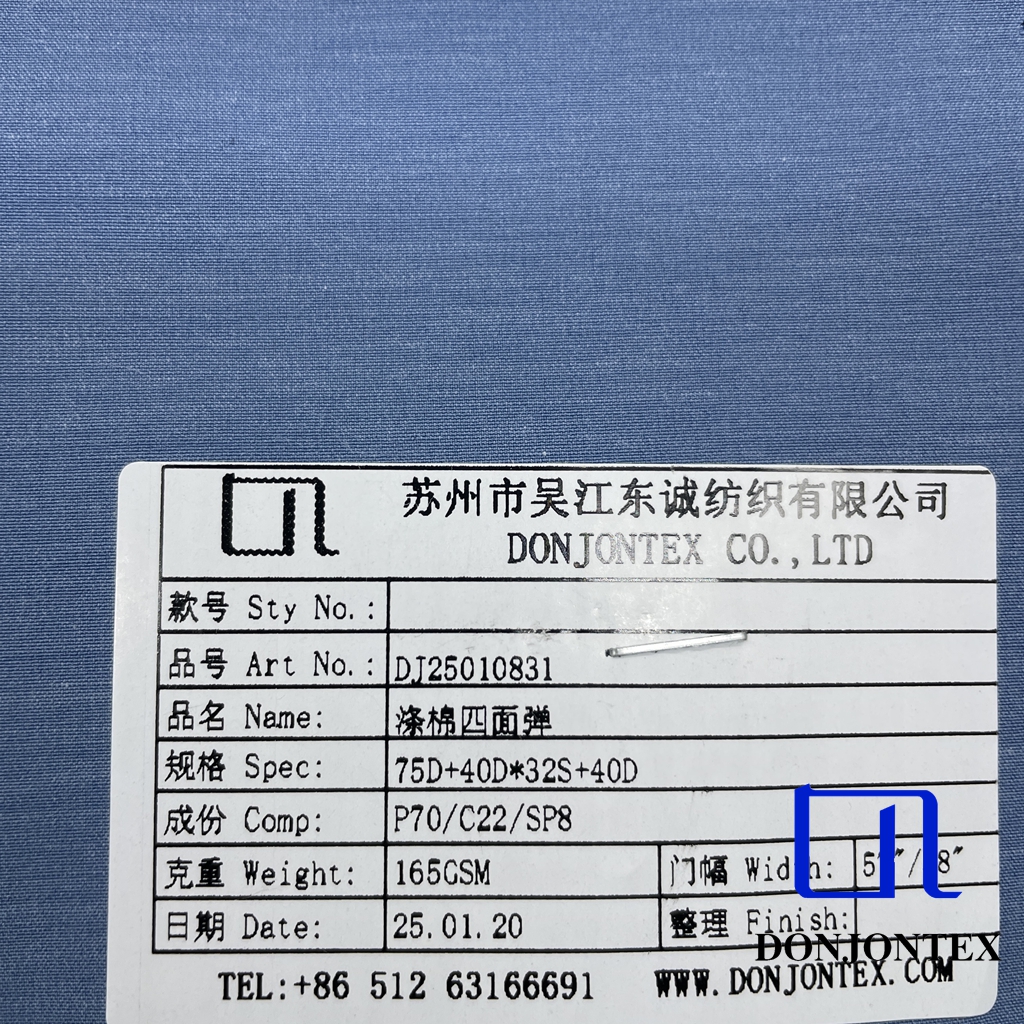 苏州市吴江东诚纺织有限公司
DONJONTEX CO.,LTD
款号 Sty No.:
品号 Art No.: DJ25010831
品名 Name: 涤棉四面弹
规格 Spec: 75D+40D*32S+40D
成份 Comp: P70/C22/SP8
克重 Weight: 165GSM 门幅 Width:
日期 Date: 25.01.20 整理 Finish:
TEL:+86 512 63166691 WWW.DONJONTEX.COM
DONJONTEX